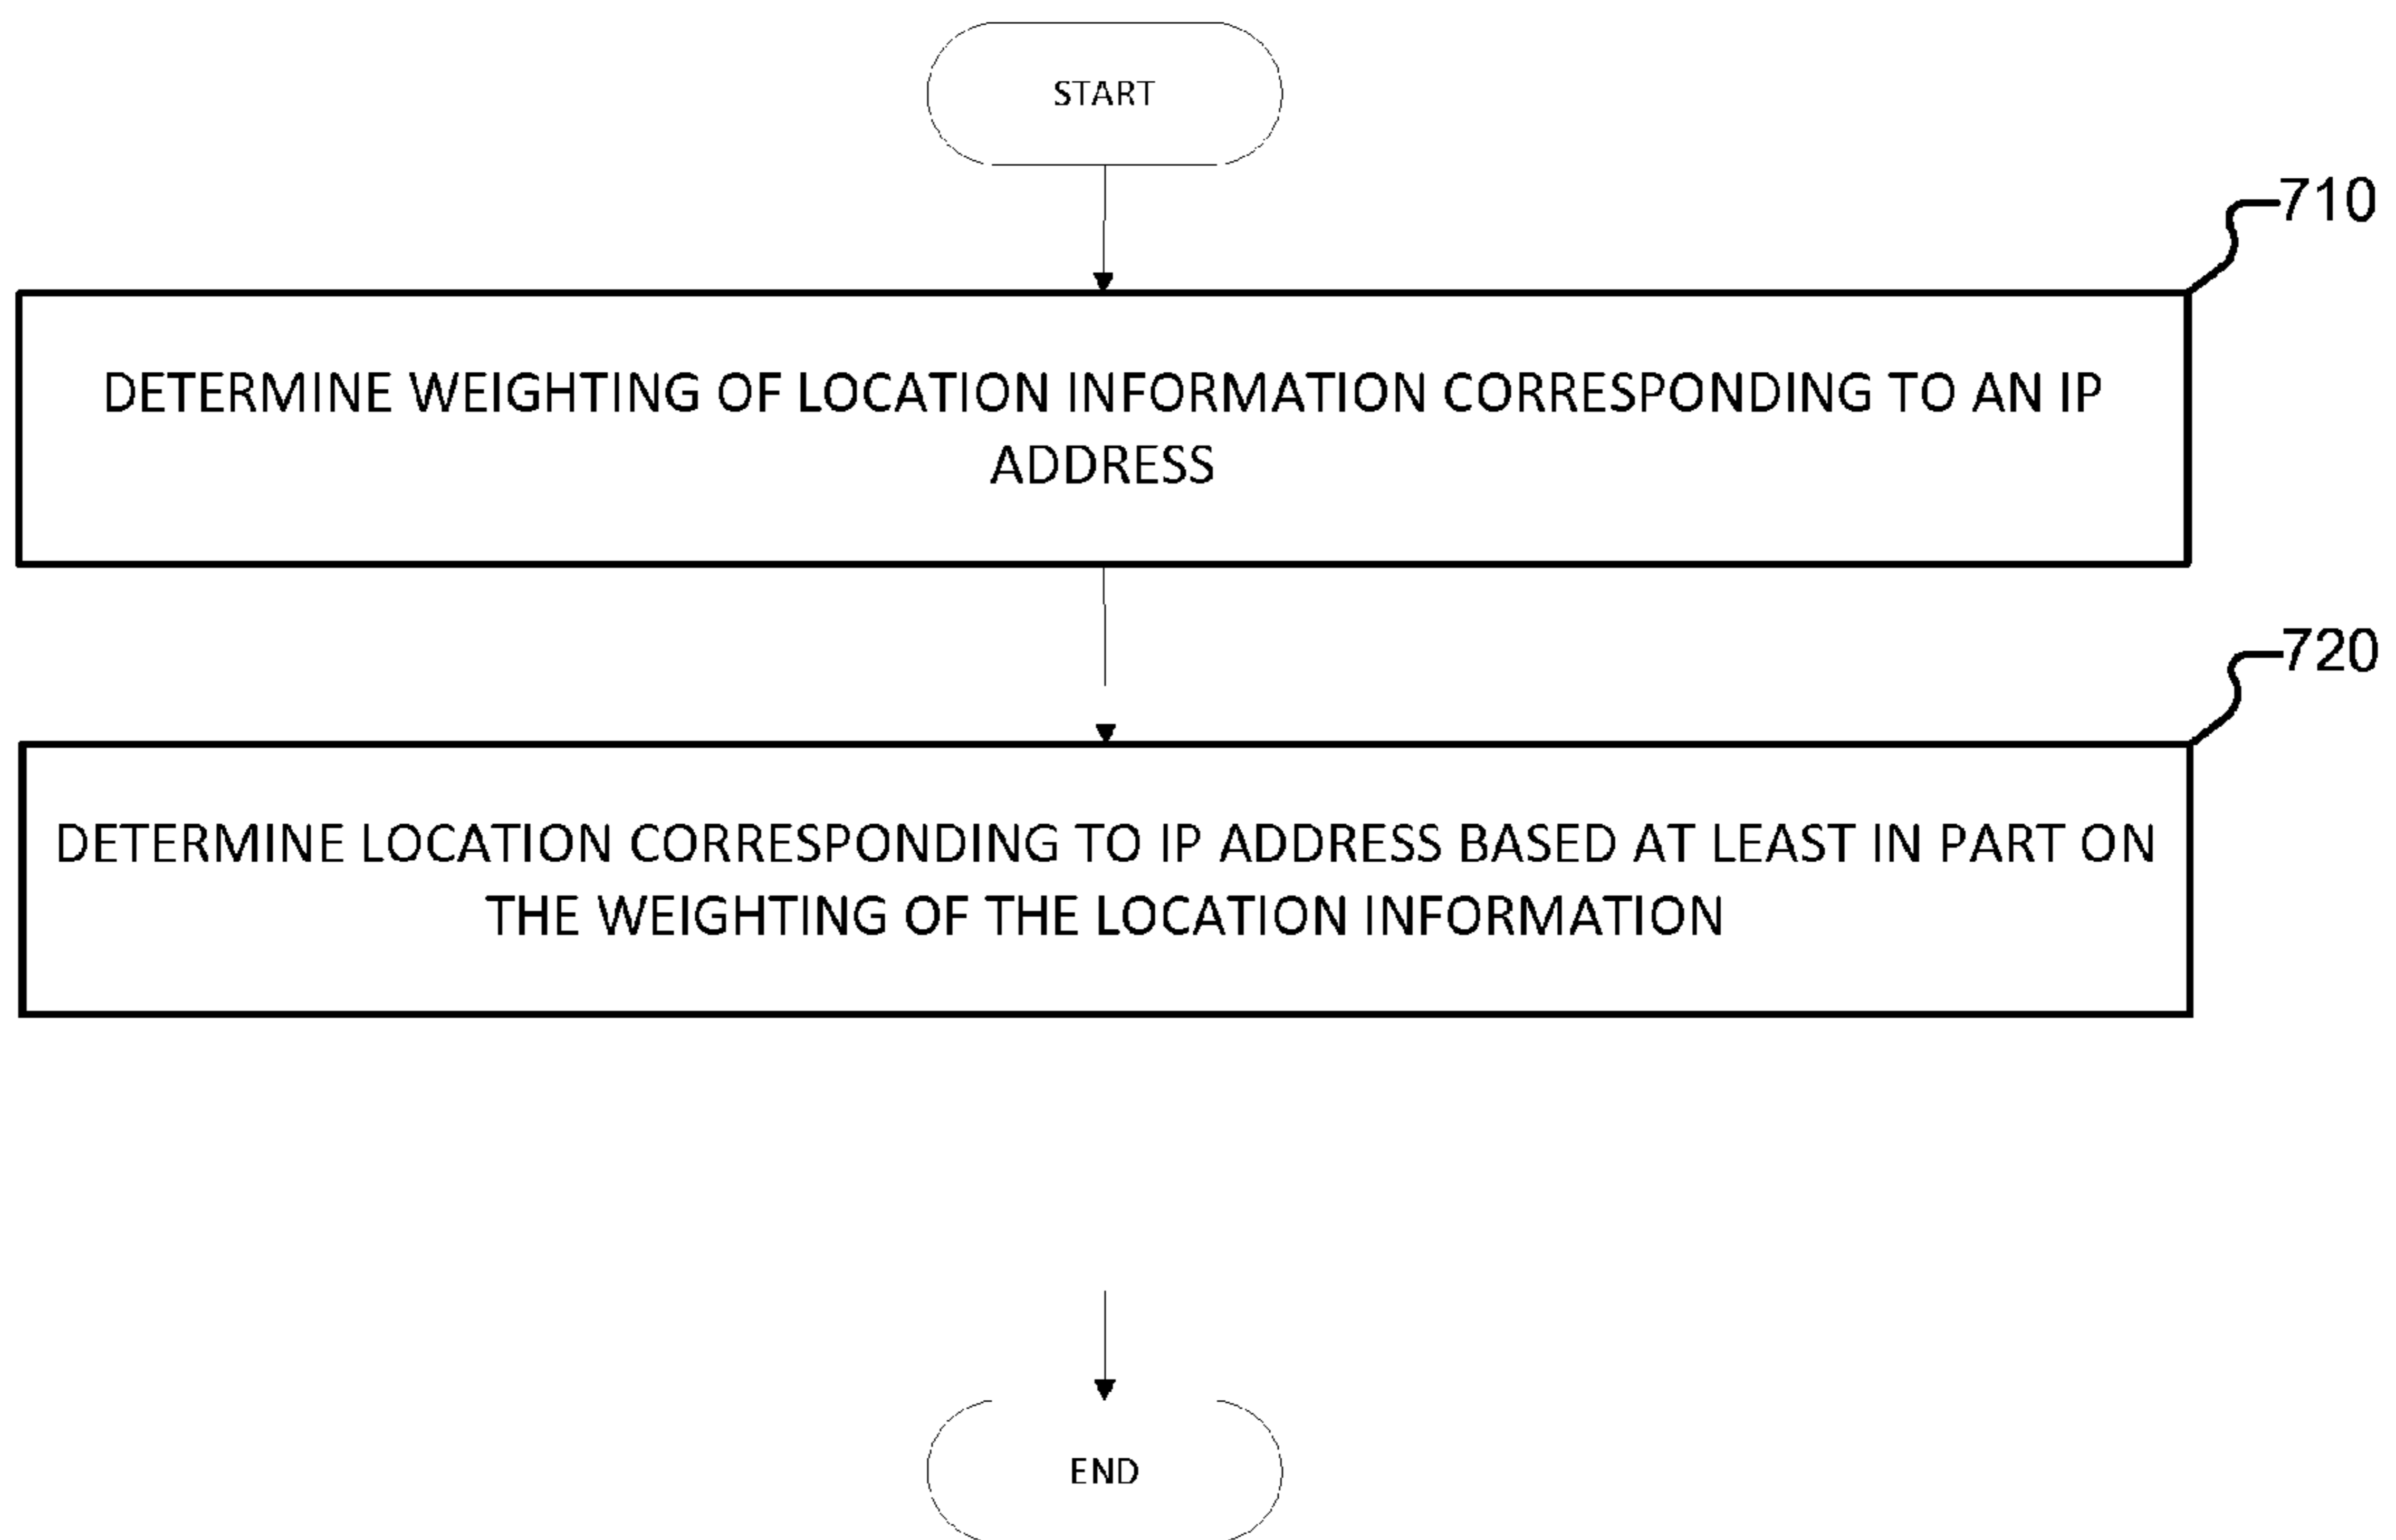 START
710
DETERMINE WEIGHTING OF LOCATION INFORMATION CORRESPONDING TO AN IP
ADDRESS
720
DETERMINE LOCATION CORRESPONDING TO IP ADDRESS BASED AT LEAST IN PART ON
THE WEIGHTING OF THE LOCATION INFORMATION
END